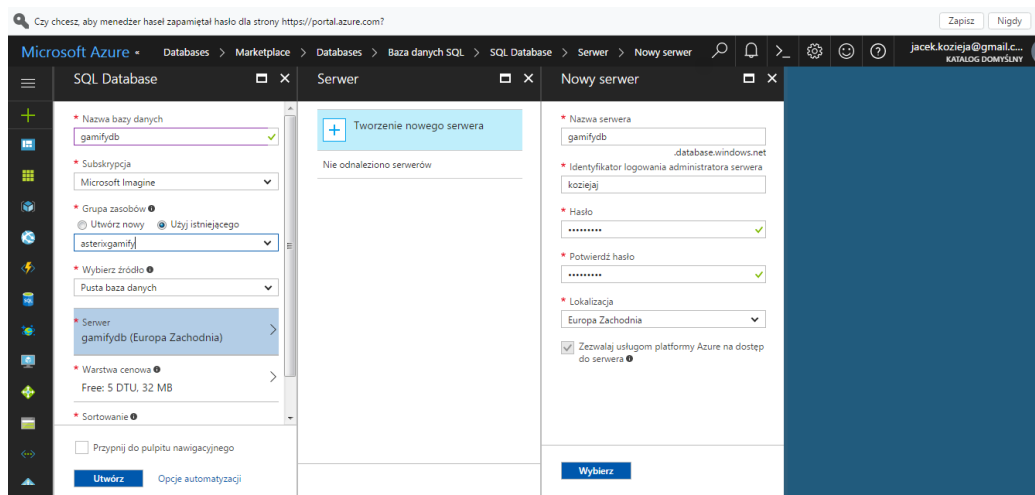 Czy chcesz, aby menedżer haseł zapamiętał hasło dla strony https://portal.azure.com?
Zapisz
Nigdy
Microsoft Azure «
Databases > Marketplace > Databases > Baza danych SQL > SQL Database > Serwer > Nowy serwer
jacek.kozieja@gmail.c...
KATALOG DOMYŚLNY
SQL Database
* Nazwa bazy danych
gamifydb
* Subskrypcja
Microsoft Imagine
* Grupa zasobów
Utwórz nowy
Użyj istniejącego
asterixgamify
* Wybierz źródło
Pusta baza danych
* Serwer
gamifydb (Europa Zachodnia)
* Warstwa cenowa
Free: 5 DTU, 32 MB
* Sortowanie
Przypnij do pulpitu nawigacyjnego
Utwórz
Opcje automatyzacji
Serwer
Tworzenie nowego serwera
Nie odnaleziono serwerów
Nowy serwer
* Nazwa serwera
gamifydb
.database.windows.net
* Identyfikator logowania administratora serwera
koziejaj
* Hasło
•••••••••
* Potwierdź hasło
•••••••••
* Lokalizacja
Europa Zachodnia
Zezwalaj usługom platformy Azure na dostęp
do serwera
Wybierz